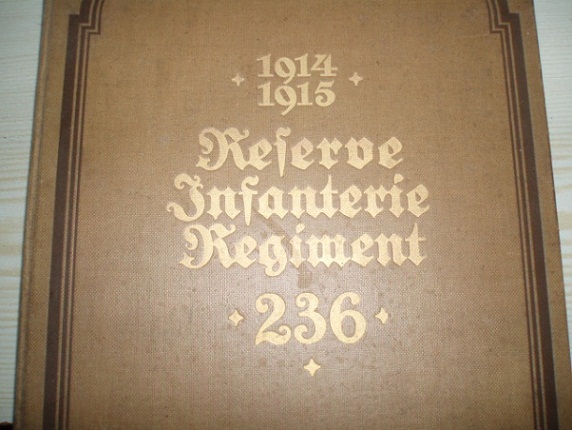 1914
1915
Reſerve
Infanterie
Regiment
236